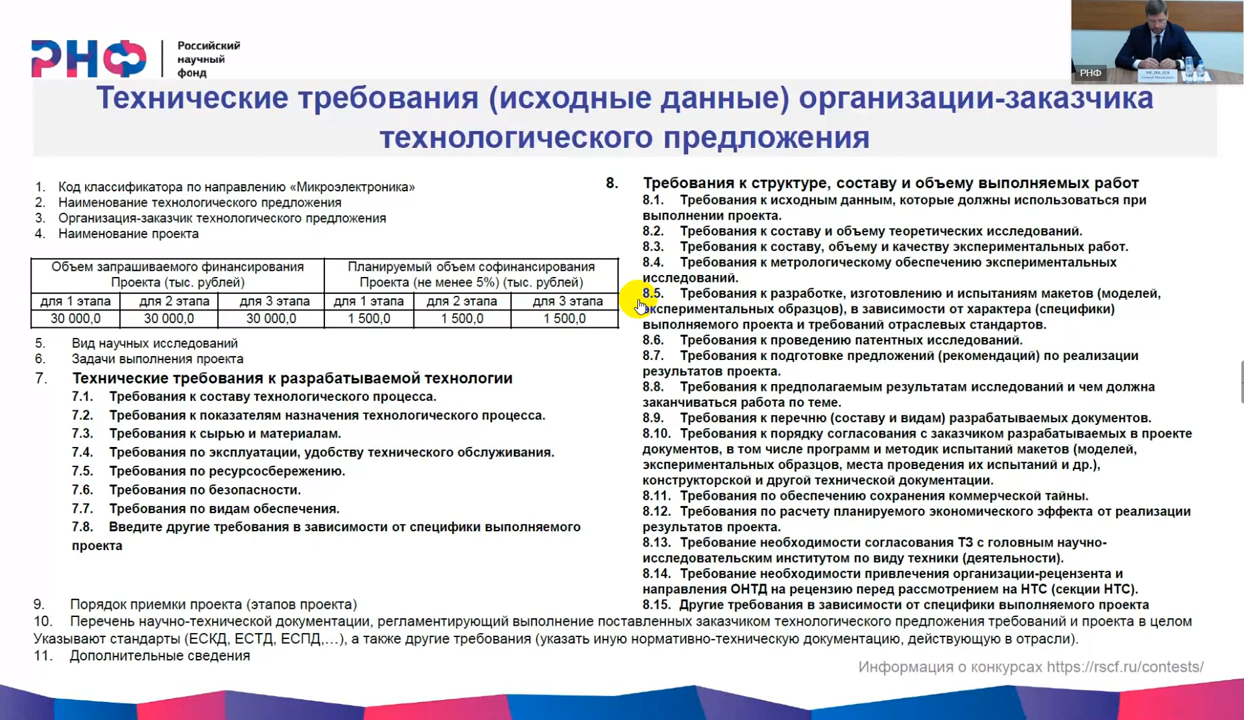 РНФ
Российский
научный
фонд
РНФ
Технические требования (исходные данные) организации-заказчика
технологического предложения
1. Код классификатора по направлению «Микроэлектроника»
2. Наименование технологического предложения
3. Организация-заказчик технологического предложения
4. Наименование проекта
Объем запрашиваемого финансирования
Проекта (тыс. рублей)
Планируемый объем софинансирования
Проекта (не менее 5%) (тыс. рублей)
для 1 этапа для 2 этапа для 3 этапа для 1 этапа для 2 этапа для 3 этапа
30 000,0 30 000,0 30 000,0 1 500,0 1 500,0 1 500,0
5. Вид научных исследований
6. Задачи выполнения проекта
7. Технические требования к разрабатываемой технологии
7.1. Требования к составу технологического процесса.
7.2. Требования к показателям назначения технологического процесса.
7.3. Требования к сырью и материалам.
7.4. Требования по эксплуатации, удобству технического обслуживания.
7.5. Требования по ресурсосбережению.
7.6. Требования по безопасности.
7.7. Требования по видам обеспечения.
7.8. Введите другие требования в зависимости от специфики выполняемого
проекта
8. Требования к структуре, составу и объему выполняемых работ
8.1. Требования к исходным данным, которые должны использоваться при
выполнении проекта.
8.2. Требования к составу и объему теоретических исследований.
8.3. Требования к составу, объему и качеству экспериментальных работ.
8.4. Требования к метрологическому обеспечению экспериментальных
исследований.
8.5. Требования к разработке, изготовлению и испытаниям макетов (моделей,
экспериментальных образцов), в зависимости от характера (специфики)
выполняемого проекта и требований отраслевых стандартов.
8.6. Требования к проведению патентных исследований.
8.7. Требования к подготовке предложений (рекомендаций) по реализации
результатов проекта.
8.8. Требования к предполагаемым результатам исследований и чем должна
заканчиваться работа по теме.
8.9. Требования к перечню (составу и видам) разрабатываемых документов.
8.10. Требования к порядку согласования с заказчиком разрабатываемых в проекте
документов, в том числе программ и методик испытаний макетов (моделей,
экспериментальных образцов, места проведения их испытаний и др.),
конструкторской и другой технической документации.
8.11. Требования по обеспечению сохранения коммерческой тайны.
8.12. Требования по расчету планируемого экономического эффекта от реализации
результатов проекта.
8.13. Требование необходимости согласования ТЗ с головным научно-
исследовательским институтом по виду техники (деятельности).
8.14. Требование необходимости привлечения организации-рецензента и
направления ОНТД на рецензию перед рассмотрением на НТС (секции НТС).
8.15. Другие требования в зависимости от специфики выполняемого проекта
9. Порядок приемки проекта (этапов проекта)
10. Перечень научно-технической документации, регламентирующий выполнение поставленных заказчиком технологического предложения требований и проекта в целом
Указывают стандарты (ЕСКД, ЕСТД, ЕСПД,…), а также другие требования (указать иную нормативно-техническую документацию, действующую в отрасли).
11. Дополнительные сведения
Информация о конкурсах https://rscf.ru/contests/